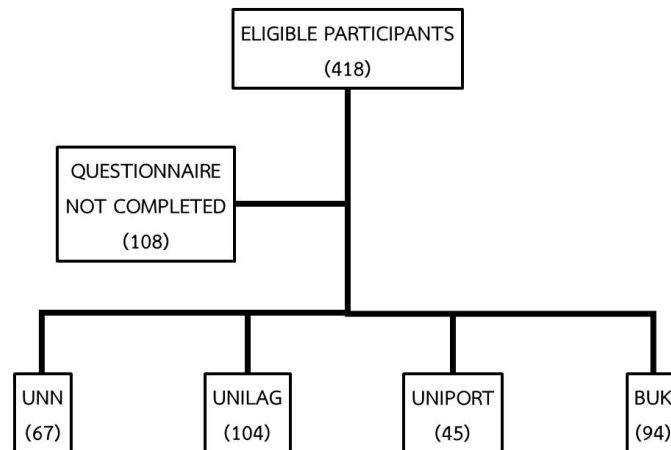 ELIGIBLE PARTICIPANTS
(418)
QUESTIONNAIRE
NOT COMPLETED
(108)
UNN
(67)
UNILAG
(104)
UNIPORT
(45)
BUK
(94)